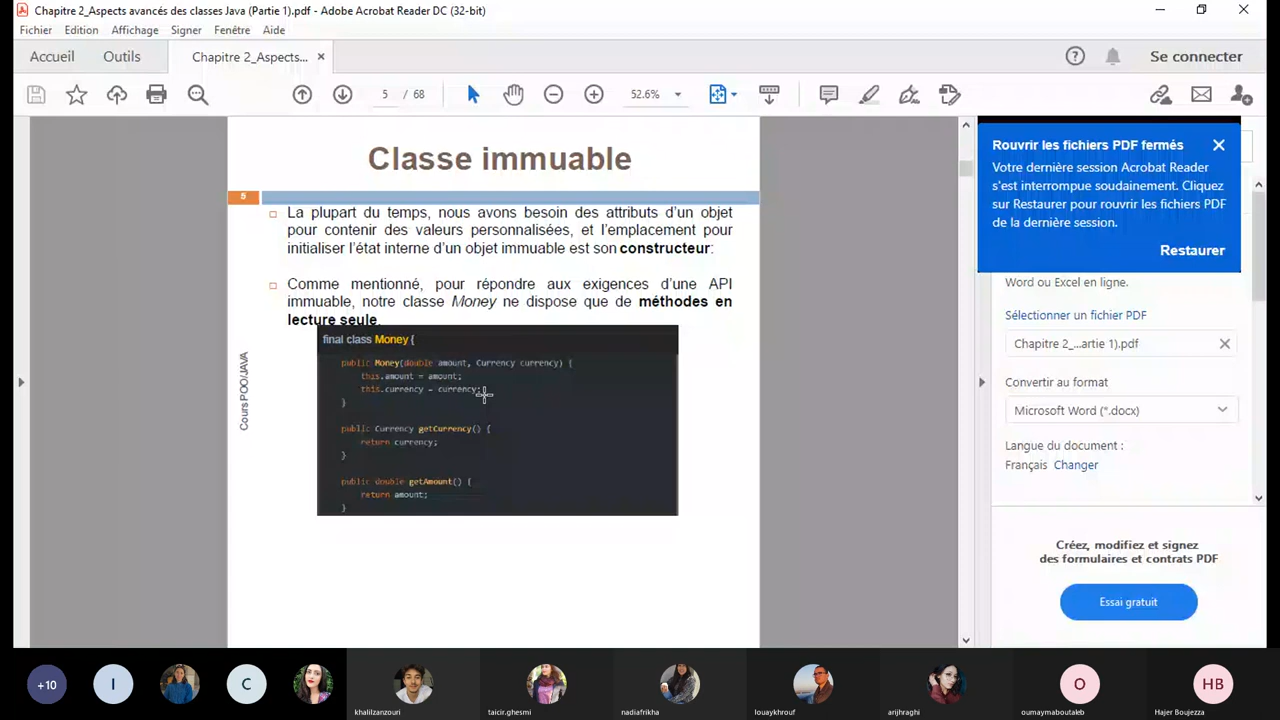 Chapitre 2_Aspects avancés des classes Java (Partie 1).pdf - Adobe Acrobat Reader DC (32-bit)
Fichier Edition Affichage Signer Fenêtre Aide
Accueil Outils Chapitre 2_Aspects... × Se connecter
5 / 68 52.6%
Classe immuable
5
La plupart du temps, nous avons besoin des attributs d'un objet
pour contenir des valeurs personnalisées, et l'emplacement pour
initialiser l'état interne d'un objet immuable est son constructeur:
Comme mentionné, pour répondre aux exigences d'une API
immuable, notre classe Money ne dispose que de méthodes en
lecture seule.
Cours POO/JAVA
final class Money {
public Money(double amount, Currency currency) {
this.amount = amount;
this.currency = currency;
}
public Currency getCurrency() {
return currency;
}
public double getAmount() {
return amount;
}
Rouvrir les fichiers PDF fermés
Votre dernière session Acrobat Reader
s'est interrompue soudainement. Cliquez
sur Restaurer pour rouvrir les fichiers PDF
de la dernière session.
Restaurer
Word ou Excel en ligne.
Sélectionner un fichier PDF
Chapitre 2_...artie 1).pdf
Convertir au format
Microsoft Word (*.docx)
Langue du document :
Français Changer
Créez, modifiez et signez
des formulaires et contrats PDF
Essai gratuit
+10 I C O HB
khalilzanzouri taicir.ghesmi nadiafrikha louaykhrouf arijhraghi oumaymaboutaleb Hajer Boujezza